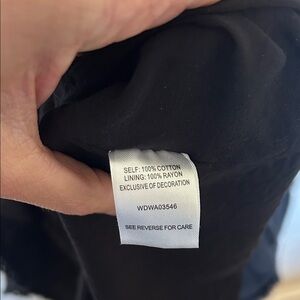 SELF: 100% COTTON
LINING: 100% RAYON
EXCLUSIVE OF DECORATION
WDWA03546
SEE REVERSE FOR CARE